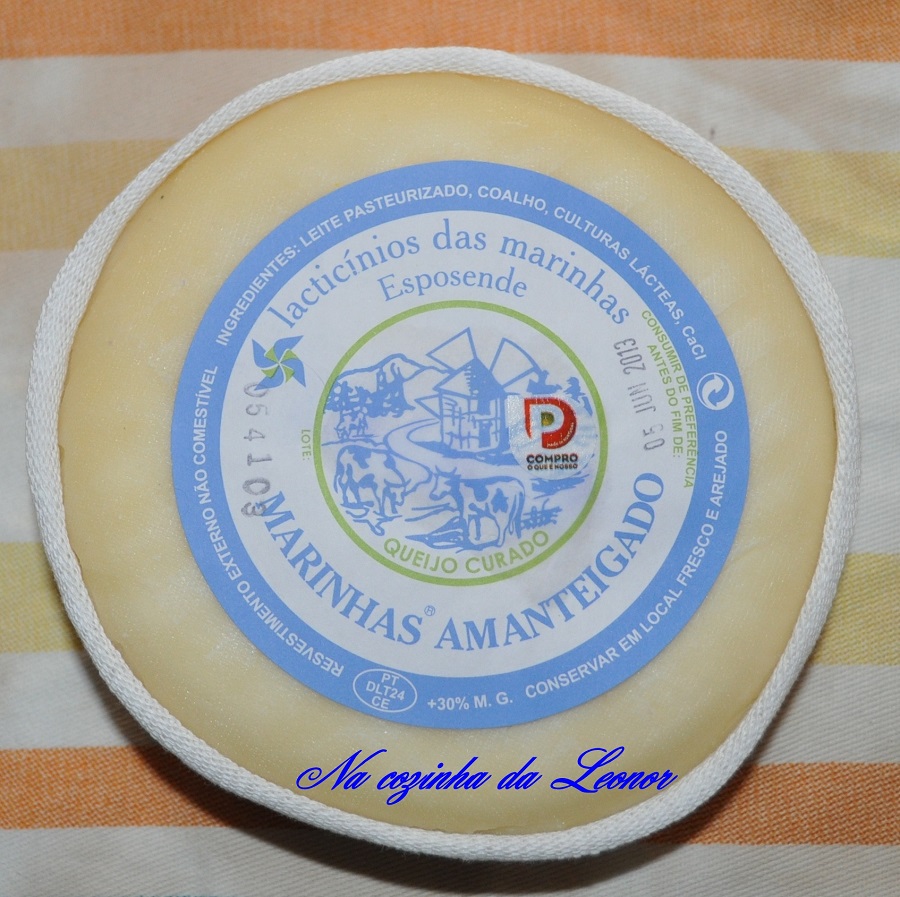 INGREDIENTES: LEITE PASTEURIZADO, COALHO, CULTURAS LÁCTEAS, CaCl
lacticínios das marinhas
Esposende
CONSUMIR DE PREFERÊNCIA
ANTES DO FIM DE:
05 JUN 2013
LOTE:
054108
COMPRO
O QUE É NOSSO
QUEIJO CURADO
MARINHAS® AMANTEIGADO
RESVESTIMENTO EXTERNO NÃO COMESTÍVEL
PT
DLT24
CE
+30% M. G.
CONSERVAR EM LOCAL FRESCO E AREJADO
Na cozinha da Leonor